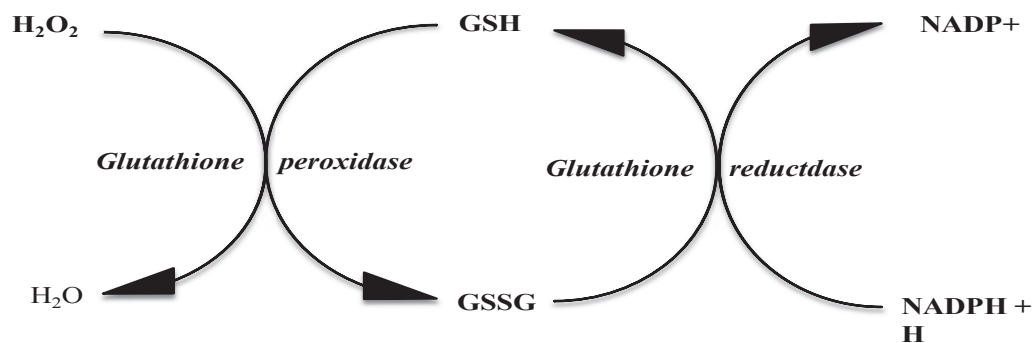 H₂O₂ GSH NADP+
Glutathione peroxidase Glutathione reductdase
H₂O GSSG NADPH +
H